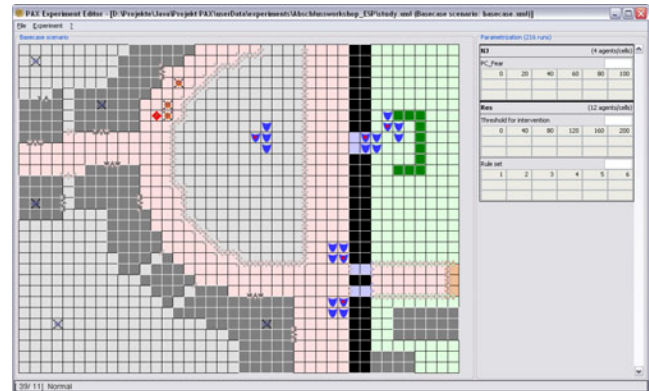 PAX Experiment Editor - [D:\Projekte\Java\Projekt PAX\userData\experiments\Abschlussworkshop_ESP\study.xml (Basecase scenario: basecase.xml)]
File Experiment ?
Basecase scenario
Parametrization (216 runs)
N3 (4 agents/cells)
PC_Fear
0 20 40 60 80 100
Res (12 agents/cells)
Threshold for intervention
0 40 80 120 160 200
Rule set
1 2 3 4 5 6
[ 39/ 11] Normal